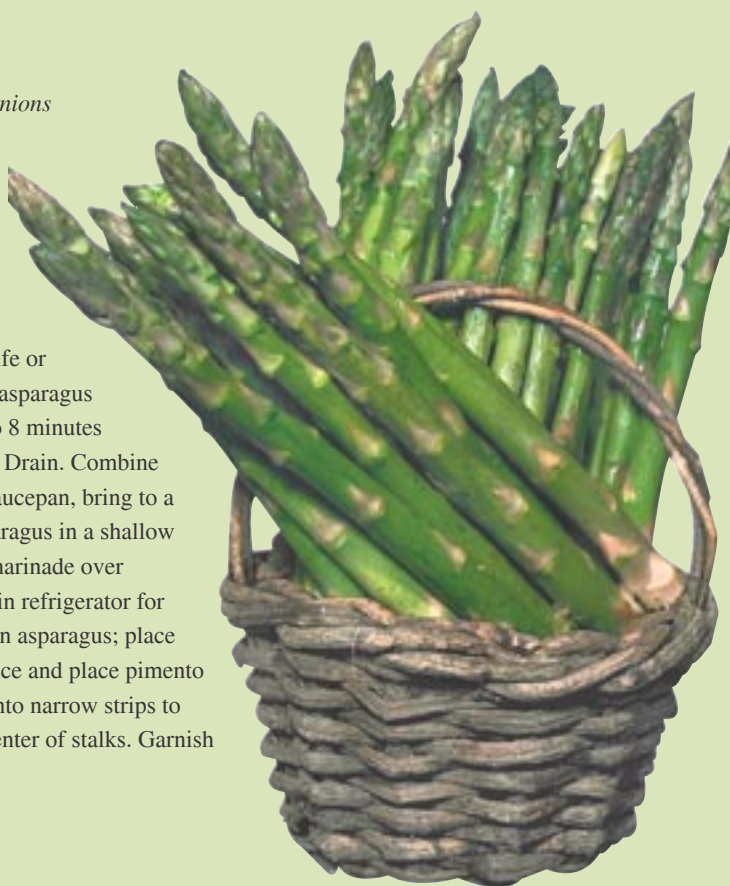 nions
fe or
asparagus
o 8 minutes
Drain. Combine
aucepan, bring to a
aragus in a shallow
marinade over
in refrigerator for
n asparagus; place
ce and place pimento
nto narrow strips to
enter of stalks. Garnish